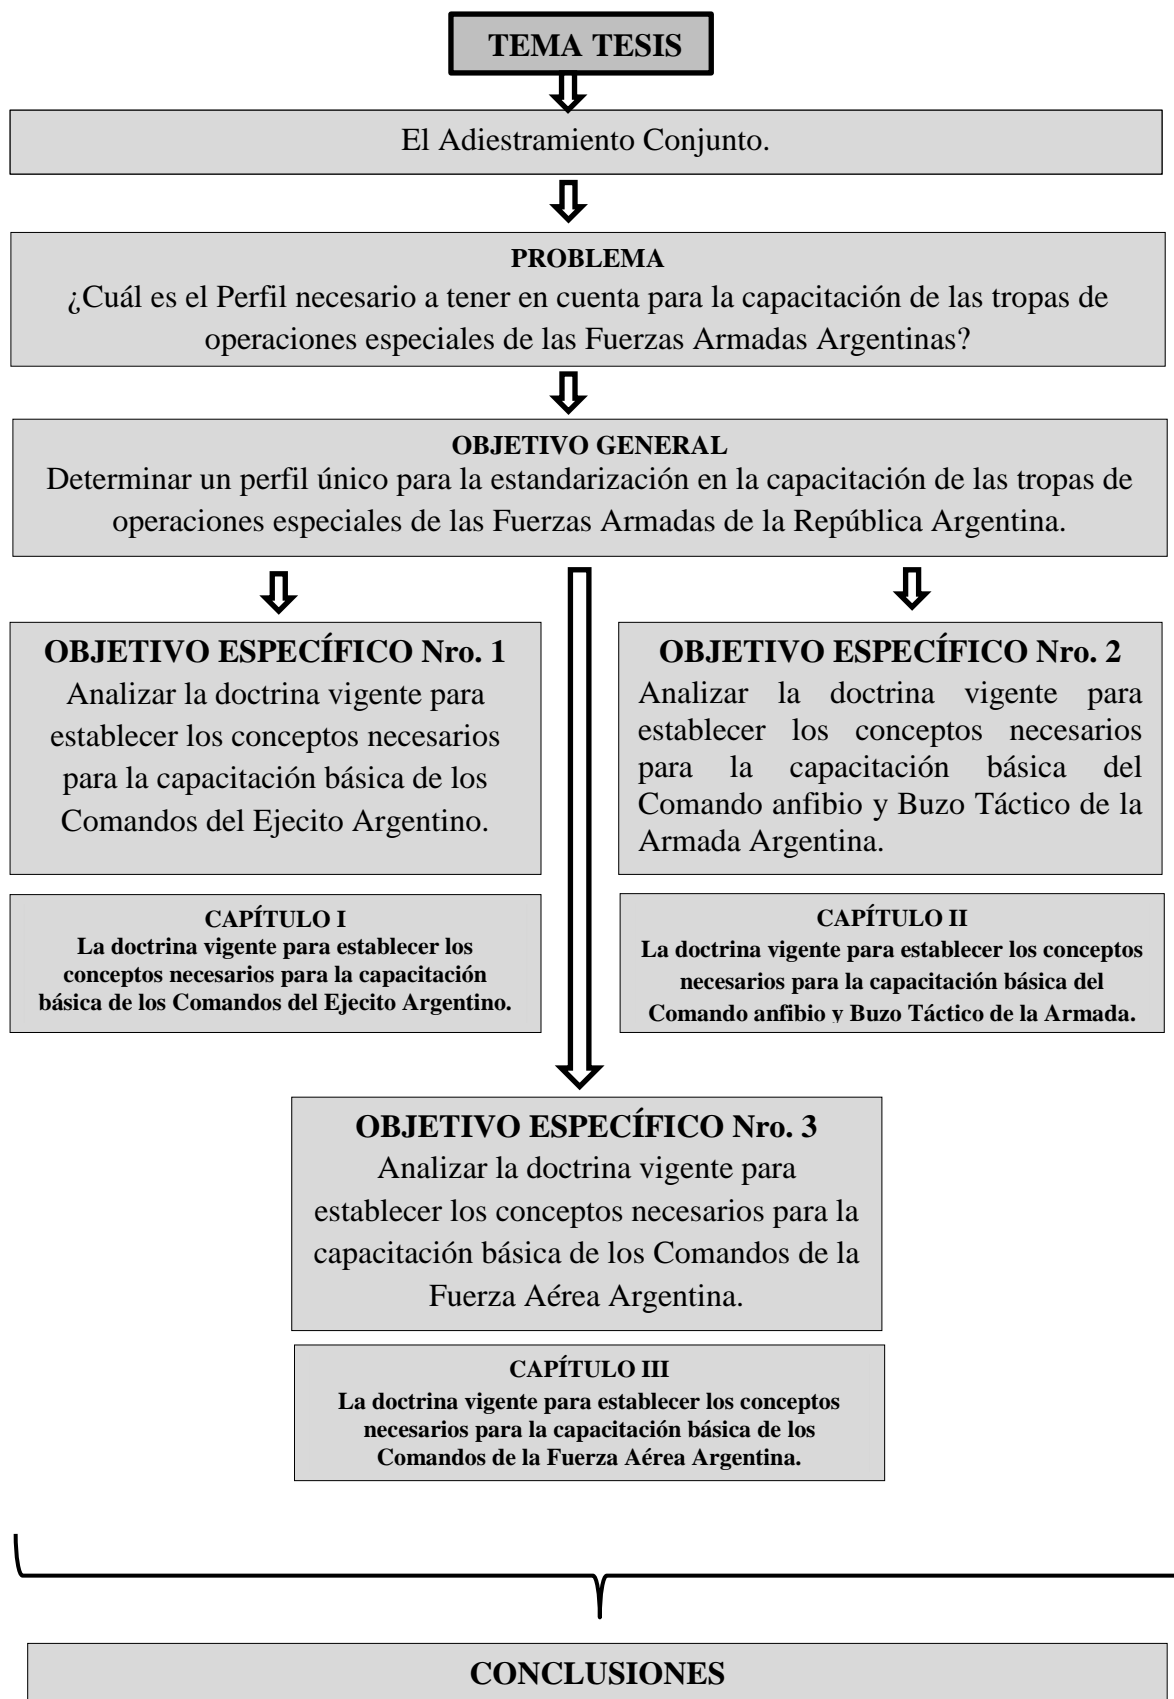 TEMA TESIS
El Adiestramiento Conjunto.
PROBLEMA
¿Cuál es el Perfil necesario a tener en cuenta para la capacitación de las tropas de
operaciones especiales de las Fuerzas Armadas Argentinas?
OBJETIVO GENERAL
Determinar un perfil único para la estandarización en la capacitación de las tropas de
operaciones especiales de las Fuerzas Armadas de la República Argentina.
OBJETIVO ESPECÍFICO Nro. 1
Analizar la doctrina vigente para
establecer los conceptos necesarios
para la capacitación básica de los
Comandos del Ejecito Argentino.
OBJETIVO ESPECÍFICO Nro. 2
Analizar la doctrina vigente para
establecer los conceptos necesarios
para la capacitación básica del
Comando anfibio y Buzo Táctico de la
Armada Argentina.
CAPÍTULO I
La doctrina vigente para establecer los
conceptos necesarios para la capacitación
básica de los Comandos del Ejecito Argentino.
CAPÍTULO II
La doctrina vigente para establecer los conceptos
necesarios para la capacitación básica del
Comando anfibio y Buzo Táctico de la Armada.
OBJETIVO ESPECÍFICO Nro. 3
Analizar la doctrina vigente para
establecer los conceptos necesarios para la
capacitación básica de los Comandos de la
Fuerza Aérea Argentina.
CAPÍTULO III
La doctrina vigente para establecer los conceptos
necesarios para la capacitación básica de los
Comandos de la Fuerza Aérea Argentina.
CONCLUSIONES